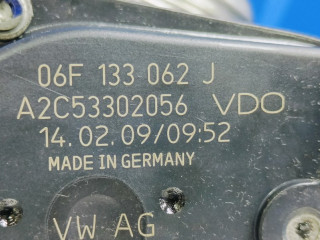 06F 133 062 J
A2C53302056 VDO
14.02.09/09:52
MADE IN GERMANY
VW AG